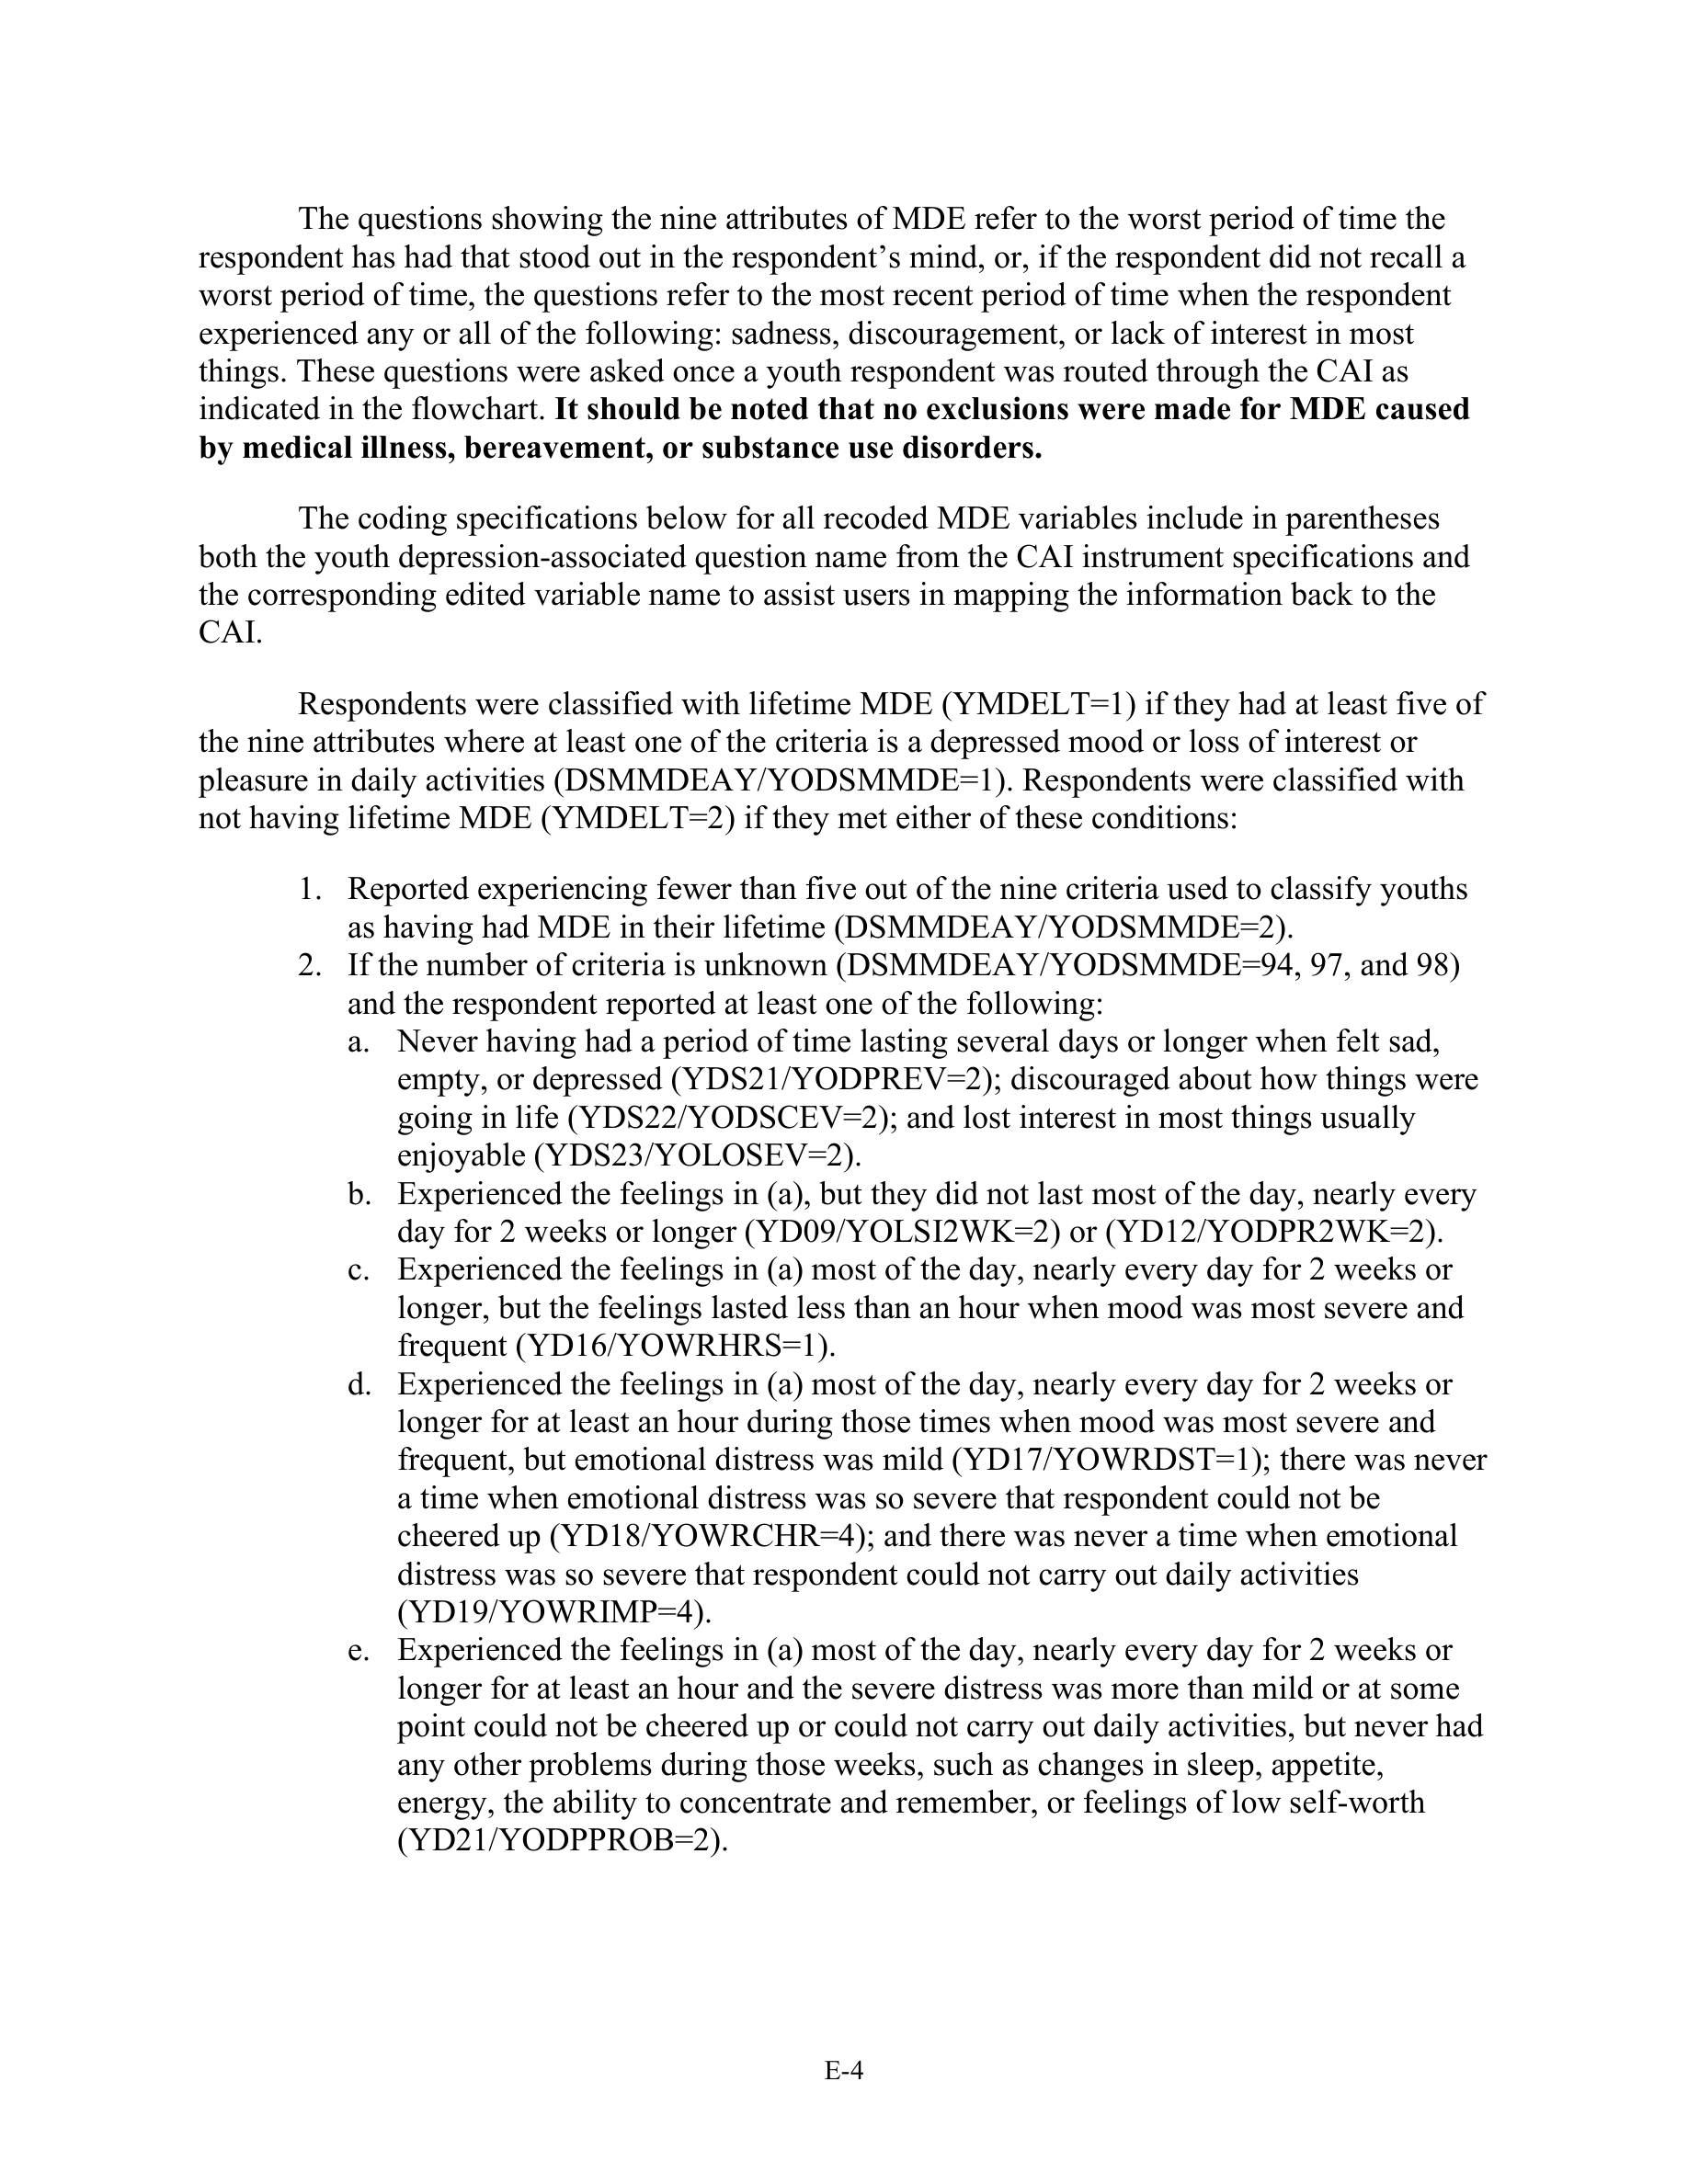 The questions showing the nine attributes of MDE refer to the worst period of time the
respondent has had that stood out in the respondent’s mind, or, if the respondent did not recall a
worst period of time, the questions refer to the most recent period of time when the respondent
experienced any or all of the following: sadness, discouragement, or lack of interest in most
things. These questions were asked once a youth respondent was routed through the CAI as
indicated in the flowchart. It should be noted that no exclusions were made for MDE caused
by medical illness, bereavement, or substance use disorders.
The coding specifications below for all recoded MDE variables include in parentheses
both the youth depression-associated question name from the CAI instrument specifications and
the corresponding edited variable name to assist users in mapping the information back to the
CAI.
Respondents were classified with lifetime MDE (YMDELT=1) if they had at least five of
the nine attributes where at least one of the criteria is a depressed mood or loss of interest or
pleasure in daily activities (DSMMDEAY/YODSMMDE=1). Respondents were classified with
not having lifetime MDE (YMDELT=2) if they met either of these conditions:
1. Reported experiencing fewer than five out of the nine criteria used to classify youths
as having had MDE in their lifetime (DSMMDEAY/YODSMMDE=2).
2. If the number of criteria is unknown (DSMMDEAY/YODSMMDE=94, 97, and 98)
and the respondent reported at least one of the following:
a. Never having had a period of time lasting several days or longer when felt sad,
empty, or depressed (YDS21/YODPREV=2); discouraged about how things were
going in life (YDS22/YODSCEV=2); and lost interest in most things usually
enjoyable (YDS23/YOLOSEV=2).
b. Experienced the feelings in (a), but they did not last most of the day, nearly every
day for 2 weeks or longer (YD09/YOLSI2WK=2) or (YD12/YODPR2WK=2).
c. Experienced the feelings in (a) most of the day, nearly every day for 2 weeks or
longer, but the feelings lasted less than an hour when mood was most severe and
frequent (YD16/YOWRHRS=1).
d. Experienced the feelings in (a) most of the day, nearly every day for 2 weeks or
longer for at least an hour during those times when mood was most severe and
frequent, but emotional distress was mild (YD17/YOWRDST=1); there was never
a time when emotional distress was so severe that respondent could not be
cheered up (YD18/YOWRCHR=4); and there was never a time when emotional
distress was so severe that respondent could not carry out daily activities
(YD19/YOWRIMP=4).
e. Experienced the feelings in (a) most of the day, nearly every day for 2 weeks or
longer for at least an hour and the severe distress was more than mild or at some
point could not be cheered up or could not carry out daily activities, but never had
any other problems during those weeks, such as changes in sleep, appetite,
energy, the ability to concentrate and remember, or feelings of low self-worth
(YD21/YODPPROB=2).
E-4